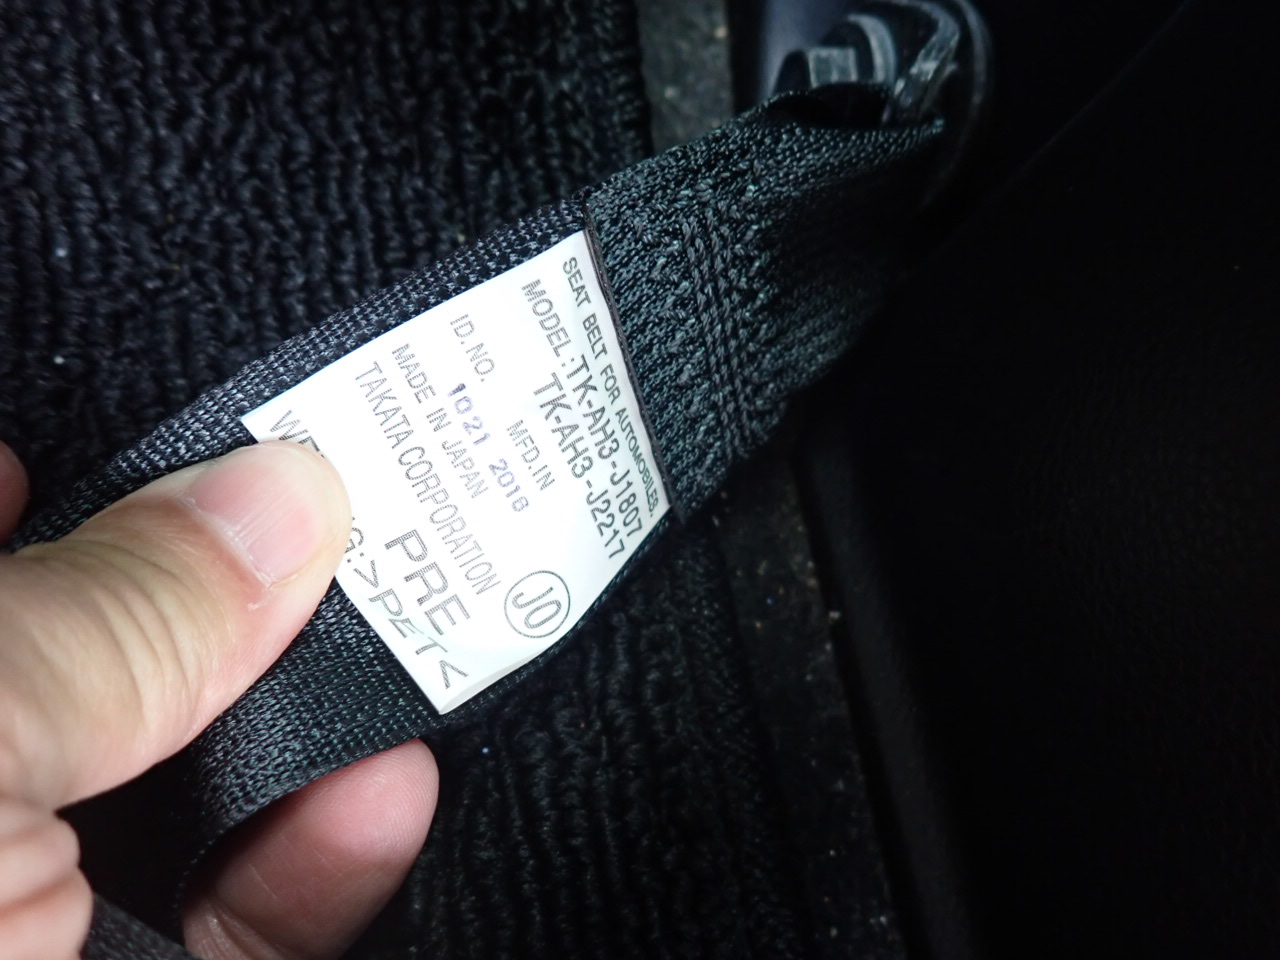 SEAT BELT FOR AUTOMOBILES.
MODEL:TK-AH3-J1807
TK-AH3-J2217
MFD.IN
ID.NO. 1021 2018
MADE IN JAPAN
TAKATA CORPORATION
JO
PRE
G:>PET<